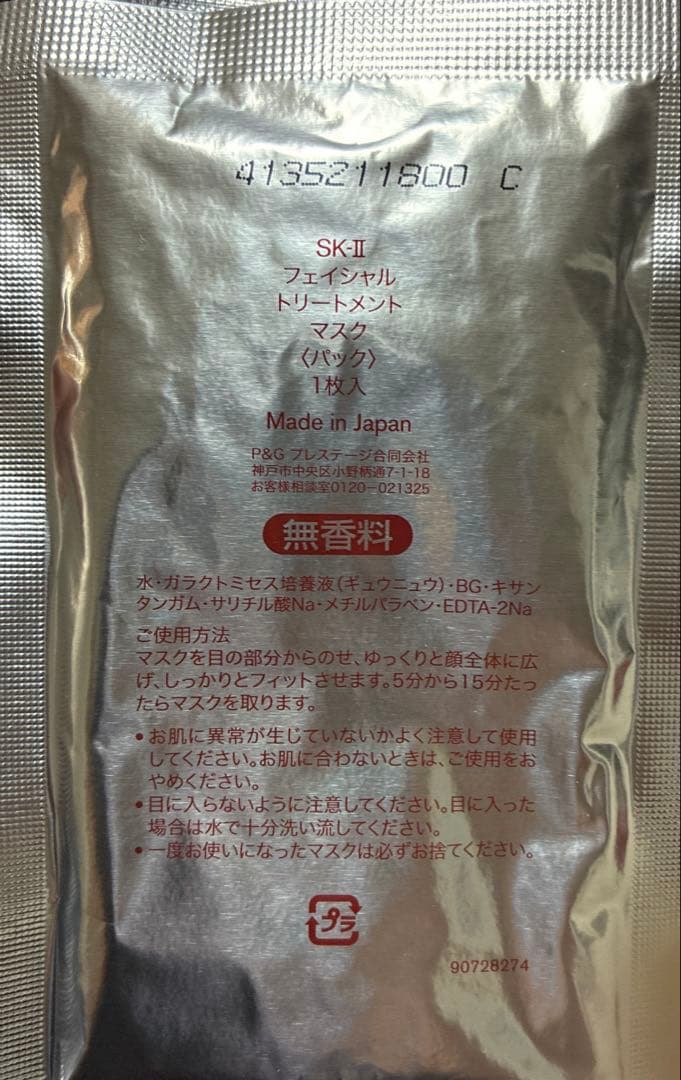 4135211800 C
SK-II
フェイシャル
トリートメント
マスク
〈パック〉
1枚入
Made in Japan
P&G プレステージ合同会社
神戸市中央区小野柄通7-1-18
お客様相談室0120-021325
無香料
水・ガラクトミセス培養液(ギュウニュウ)・BG・キサン
タンガム・サリチル酸Na・メチルパラベン・EDTA-2Na
ご使用方法
マスクを目の部分からのせ、ゆっくりと顔全体に広
げ、しっかりとフィットさせます。5分から15分たっ
たらマスクを取ります。
●お肌に異常が生じていないかよく注意して使用
してください。お肌に合わないときは、ご使用をお
やめください。
●目に入らないように注意してください。目に入った
場合は水で十分洗い流してください。
●一度お使いになったマスクは必ずお捨てください。
プラ
90728274